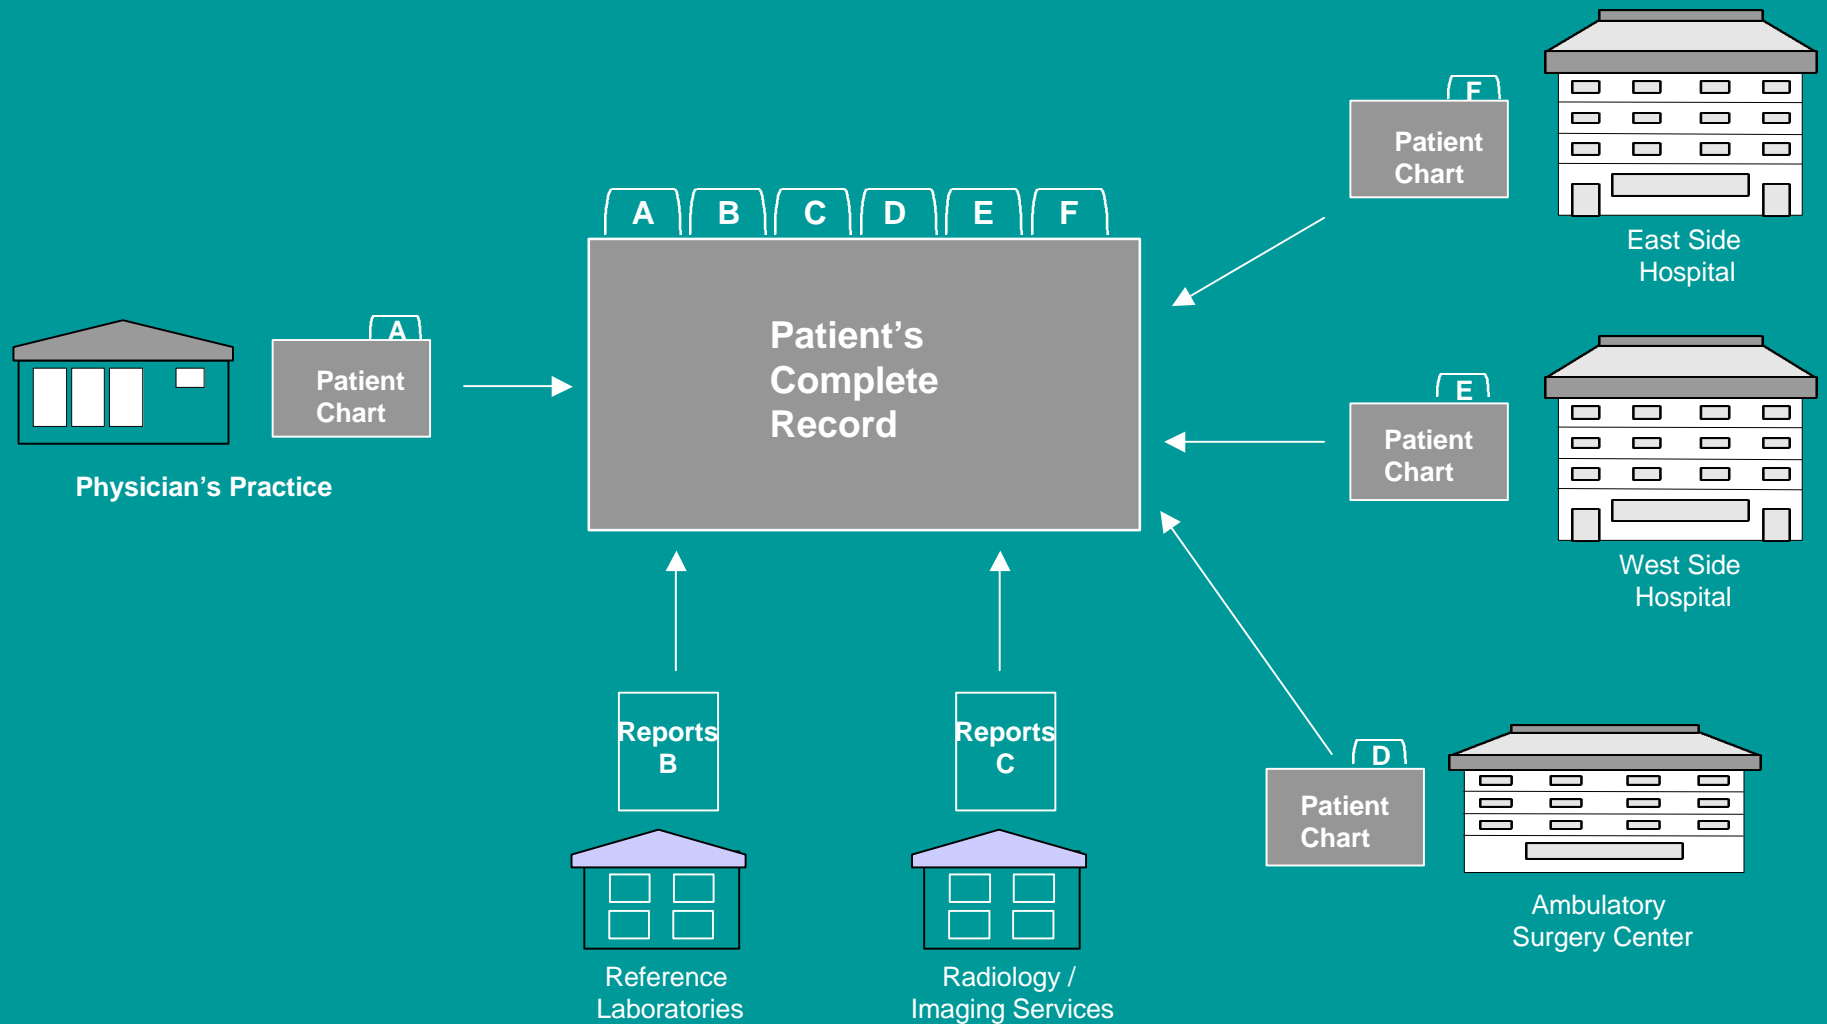 F
Patient
Chart
East Side
Hospital
A B C D E F
Patient's
Complete
Record
A
Patient
Chart
Physician's Practice
E
Patient
Chart
West Side
Hospital
Reports
B
Reports
C
D
Patient
Chart
Reference
Laboratories
Radiology /
Imaging Services
Ambulatory
Surgery Center